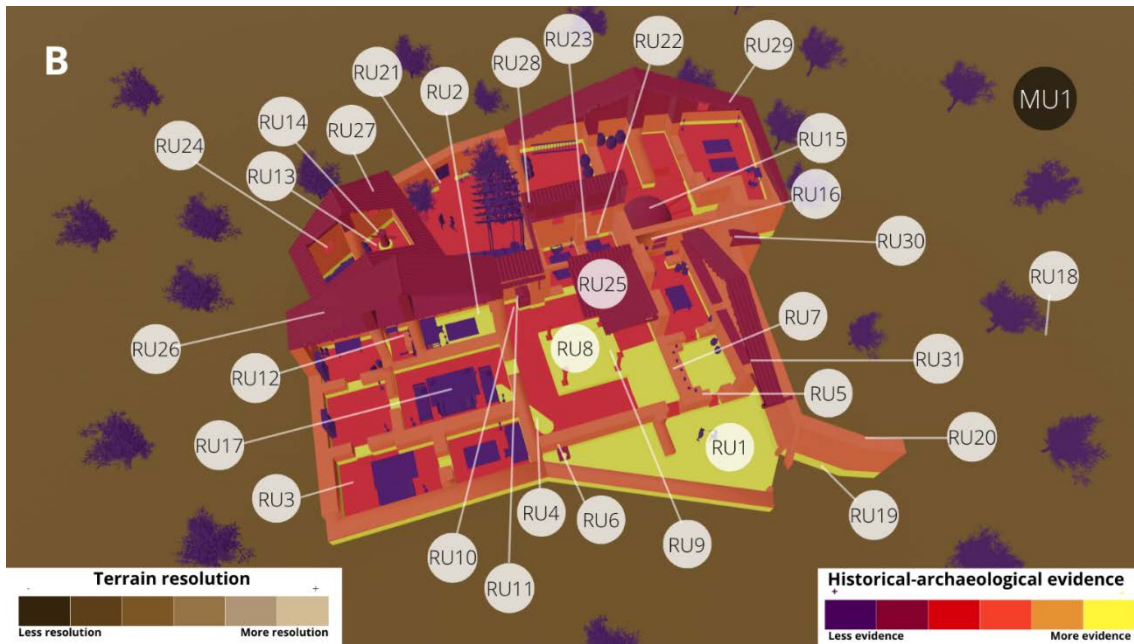 B
RU23
RU22
RU29
RU28
RU21
RU2
MU1
RU14
RU27
RU24
RU15
RU13
RU16
RU30
RU25
RU18
RU7
RU8
RU26
RU12
RU31
RU5
RU17
RU1
RU20
RU3
RU4
RU6
RU9
RU19
RU10
RU11
Terrain resolution
- +
Less resolution More resolution
Historical-archaeological evidence
+ -
Less evidence More evidence